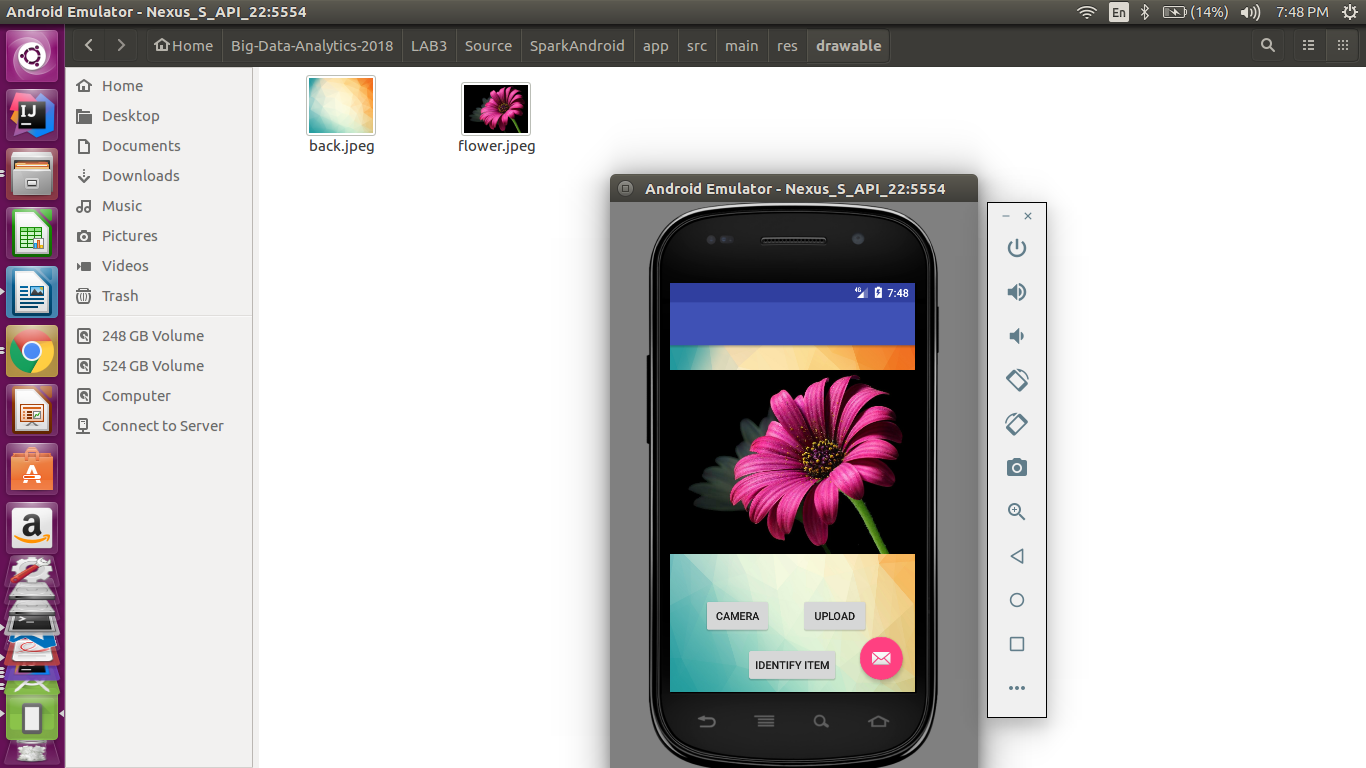 Android Emulator - Nexus_S_API_22:5554
En
(14%)
7:48 PM
Home
Big-Data-Analytics-2018
LAB3
Source
SparkAndroid
app
src
main
res
drawable
Home
Desktop
Documents
Downloads
Music
Pictures
Videos
Trash
248 GB Volume
524 GB Volume
Computer
Connect to Server
back.jpeg
flower.jpeg
Android Emulator - Nexus_S_API_22:5554
4G
7:48
CAMERA
UPLOAD
IDENTIFY ITEM
IJ
A
a